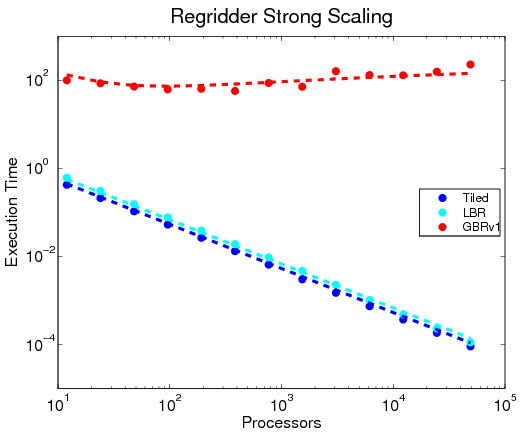 Regridder Strong Scaling
Execution Time
10^2
10^0
10^-2
10^-4
Tiled
LBR
GBRv1
10^1 10^2 10^3 10^4 10^5
Processors